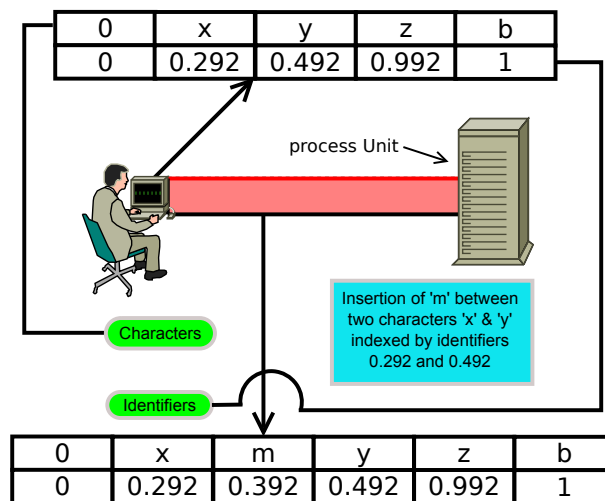 0 x y z b
0 0.292 0.492 0.992 1
process Unit
Insertion of 'm' between
two characters 'x' & 'y'
indexed by identifiers
0.292 and 0.492
Characters
Identifiers
0 x m y z b
0 0.292 0.392 0.492 0.992 1